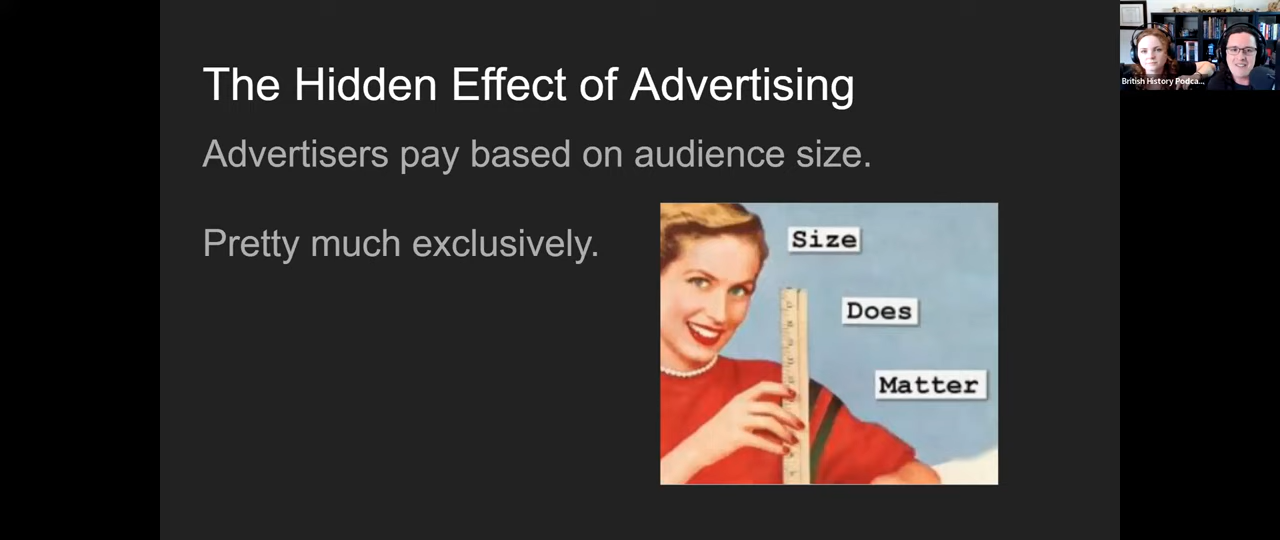 The Hidden Effect of Advertising
Advertisers pay based on audience size.
Pretty much exclusively.
Size
Does
Matter
British History Podca...